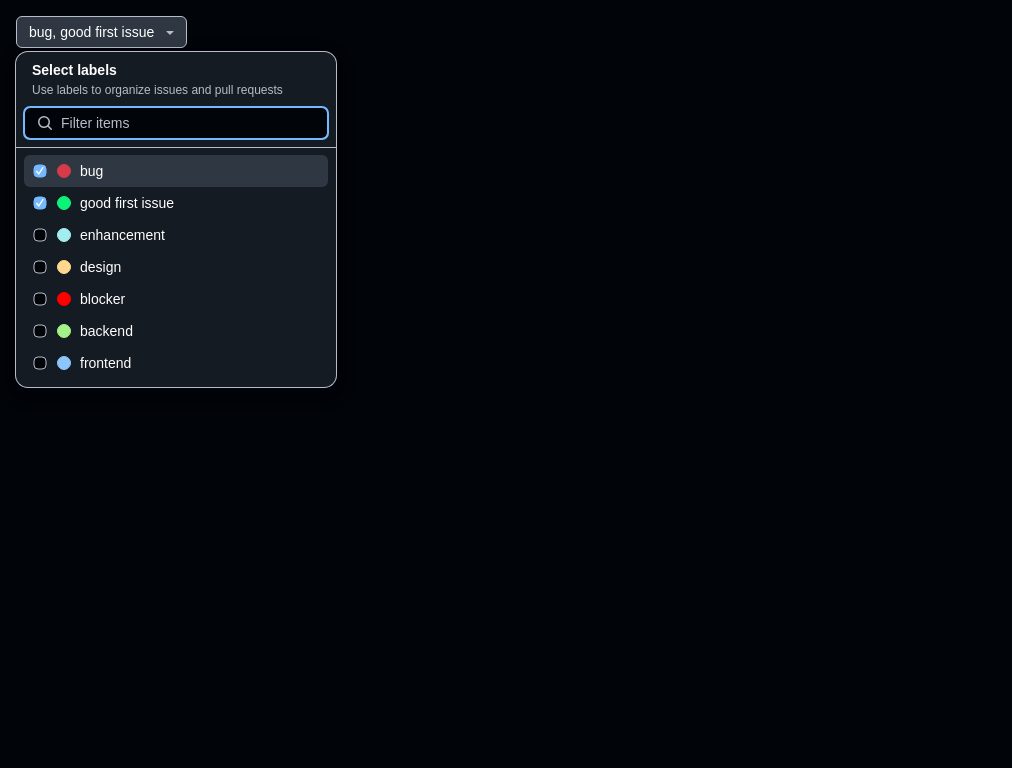 bug, good first issue
Select labels
Use labels to organize issues and pull requests
Filter items
bug
good first issue
enhancement
design
blocker
backend
frontend